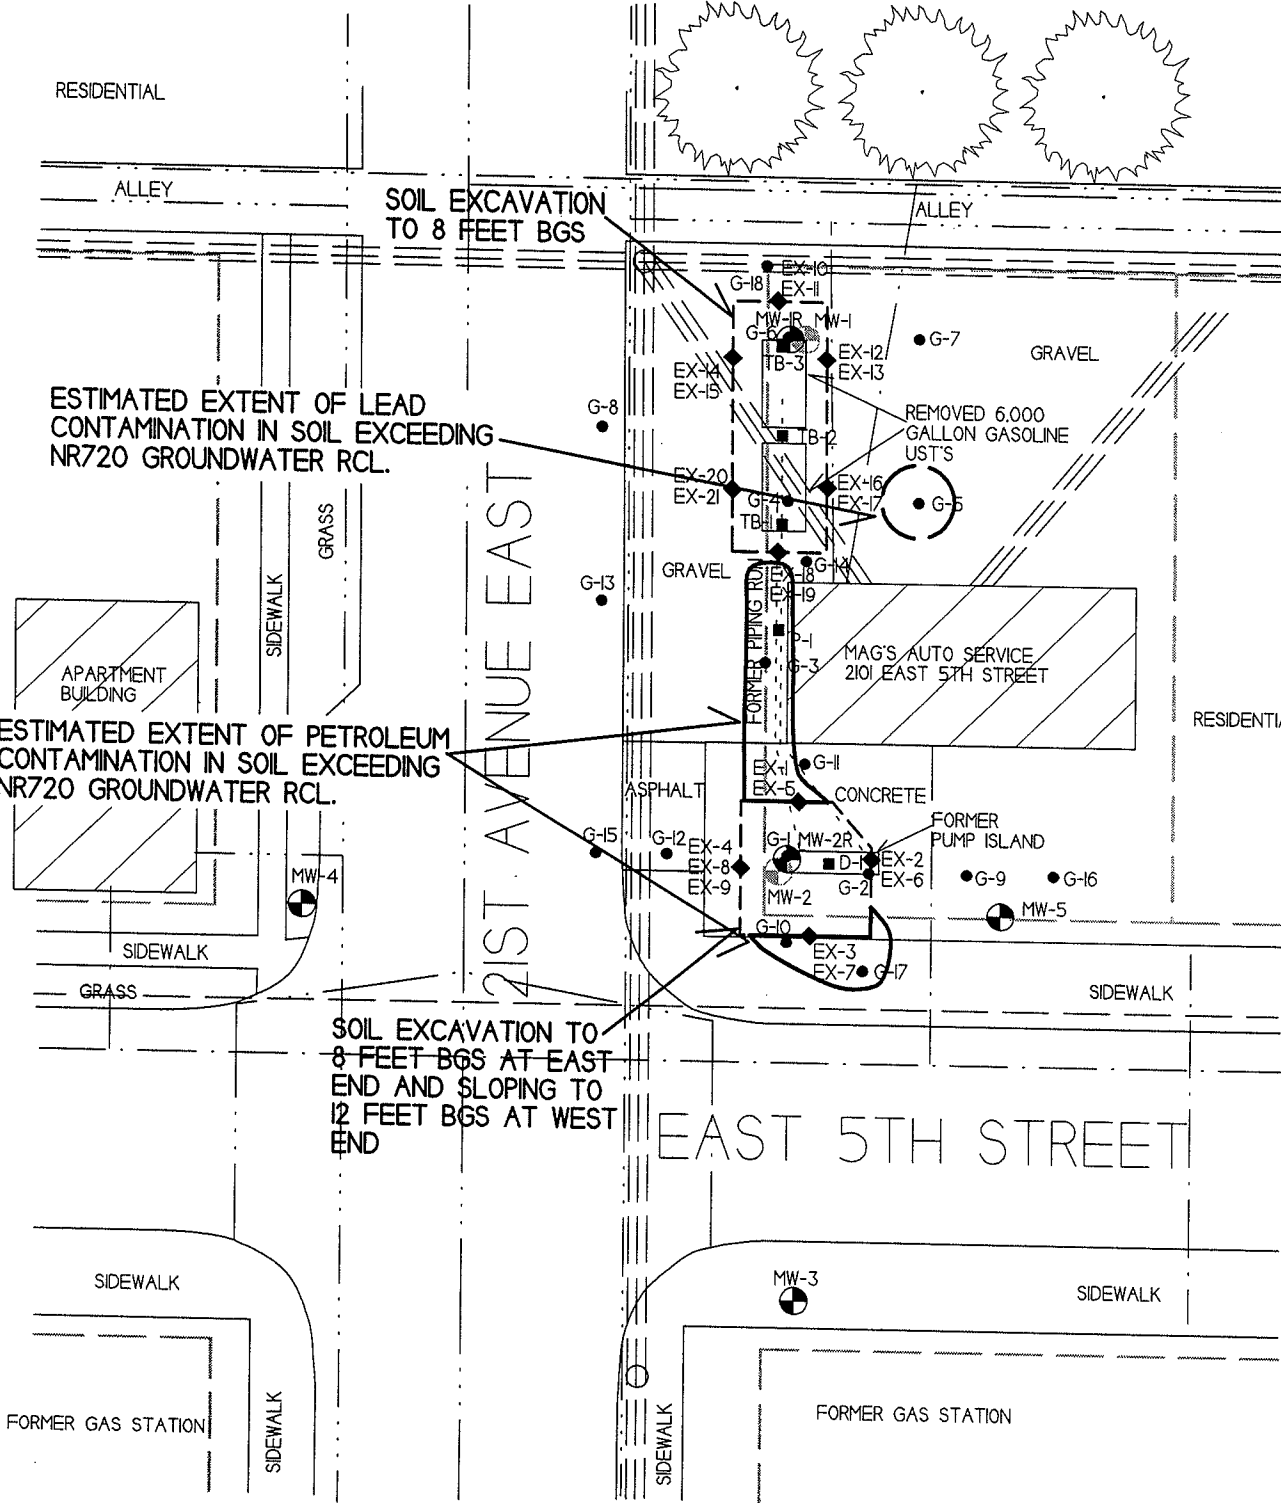 RESIDENTIAL
ALLEY
SOIL EXCAVATION
TO 8 FEET BGS
ALLEY
EX-10
G-18
EX-11
MW-1R
MW-1
G-6
TB-3
G-7
GRAVEL
EX-12
EX-13
EX-14
EX-15
ESTIMATED EXTENT OF LEAD
CONTAMINATION IN SOIL EXCEEDING
NR720 GROUNDWATER RCL.
G-8
REMOVED 6,000
GALLON GASOLINE
UST'S
TB-2
EX-20
EX-21
EX-16
EX-17
G-4
G-5
TB-1
GRASS
SIDEWALK
21ST AVENUE EAST
GRAVEL
G-14
EX-18
EX-19
G-13
FORMER PIPING RUN
P-1
G-3
MAG'S AUTO SERVICE
2101 EAST 5TH STREET
APARTMENT
BUILDING
RESIDENTIA
ESTIMATED EXTENT OF PETROLEUM
CONTAMINATION IN SOIL EXCEEDING
NR720 GROUNDWATER RCL.
G-11
EX-1
EX-5
ASPHALT
CONCRETE
FORMER
PUMP ISLAND
G-15
G-12
EX-4
EX-8
EX-9
G-1
MW-2R
D-1
EX-2
EX-6
G-2
MW-2
G-9
G-16
MW-4
MW-5
G-10
EX-3
EX-7
G-17
SIDEWALK
GRASS
SIDEWALK
SOIL EXCAVATION TO
8 FEET BGS AT EAST
END AND SLOPING TO
12 FEET BGS AT WEST
END
EAST 5TH STREET
SIDEWALK
MW-3
SIDEWALK
FORMER GAS STATION
SIDEWALK
SIDEWALK
FORMER GAS STATION